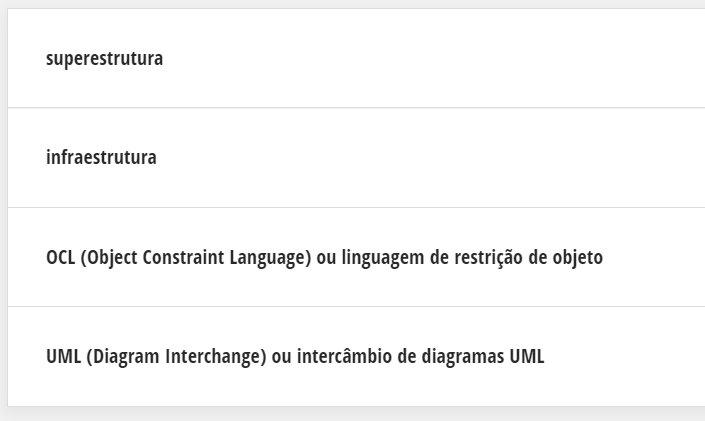 superestrutura
infraestrutura
OCL (Object Constraint Language) ou linguagem de restrição de objeto
UML (Diagram Interchange) ou intercâmbio de diagramas UML